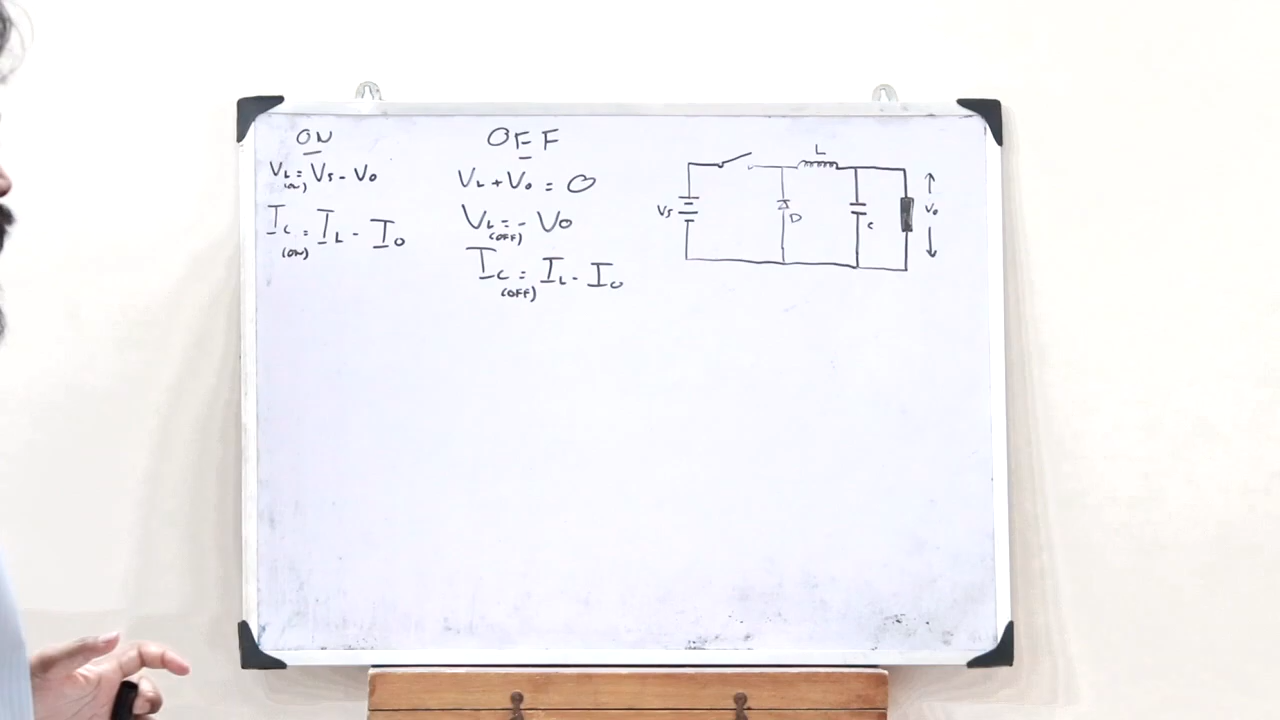 ON
VL(ON) = VS - VO
IC(ON) = IL - IO
OFF
VL + VO = 0
VL(OFF) = - VO
IC(OFF) = IL - IO
L
VS
D
C
VO